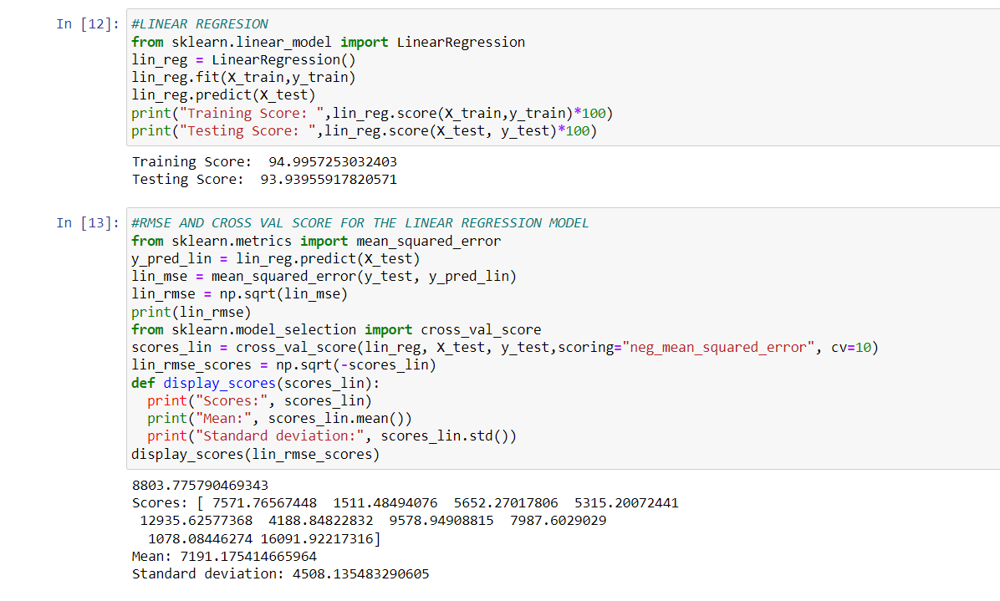 In [12]: #LINEAR REGRESION
from sklearn.linear_model import LinearRegression
lin_reg = LinearRegression()
lin_reg.fit(X_train,y_train)
lin_reg.predict(X_test)
print("Training Score: ",lin_reg.score(X_train,y_train)*100)
print("Testing Score: ",lin_reg.score(X_test, y_test)*100)
Training Score:  94.9957253032403
Testing Score:  93.93955917820571
In [13]: #RMSE AND CROSS VAL SCORE FOR THE LINEAR REGRESSION MODEL
from sklearn.metrics import mean_squared_error
y_pred_lin = lin_reg.predict(X_test)
lin_mse = mean_squared_error(y_test, y_pred_lin)
lin_rmse = np.sqrt(lin_mse)
print(lin_rmse)
from sklearn.model_selection import cross_val_score
scores_lin = cross_val_score(lin_reg, X_test, y_test,scoring="neg_mean_squared_error", cv=10)
lin_rmse_scores = np.sqrt(-scores_lin)
def display_scores(scores_lin):
  print("Scores:", scores_lin)
  print("Mean:", scores_lin.mean())
  print("Standard deviation:", scores_lin.std())
display_scores(lin_rmse_scores)
8803.775790469343
Scores: [ 7571.76567448  1511.48494076  5652.27017806  5315.20072441
 12935.62577368  4188.84822832  9578.94908815  7987.6029029
  1078.08446274 16091.92217316]
Mean: 7191.175414665964
Standard deviation: 4508.135483290605